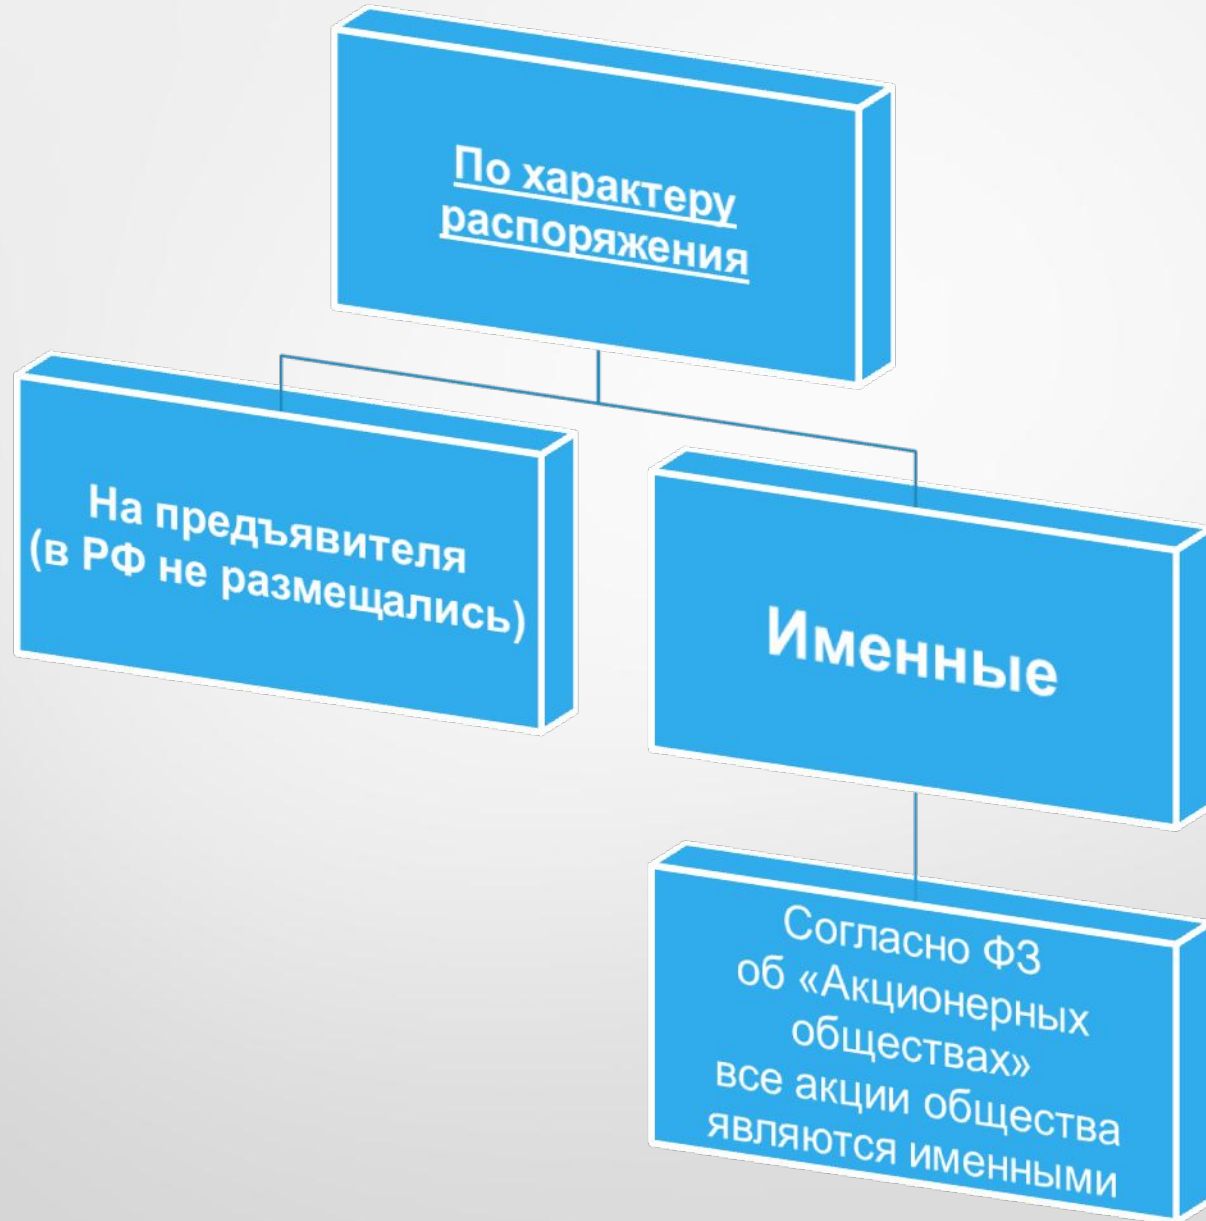 По характеру
распоряжения
На предъявителя
(в РФ не размещались)
Именные
Согласно ФЗ
об «Акционерных
обществах»
все акции общества
являются именными